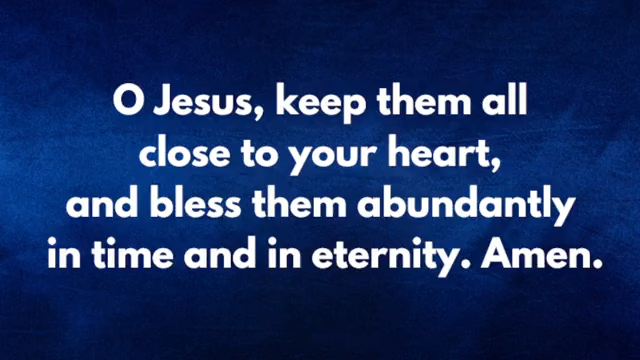 O Jesus, keep them all
close to your heart,
and bless them abundantly
in time and in eternity. Amen.